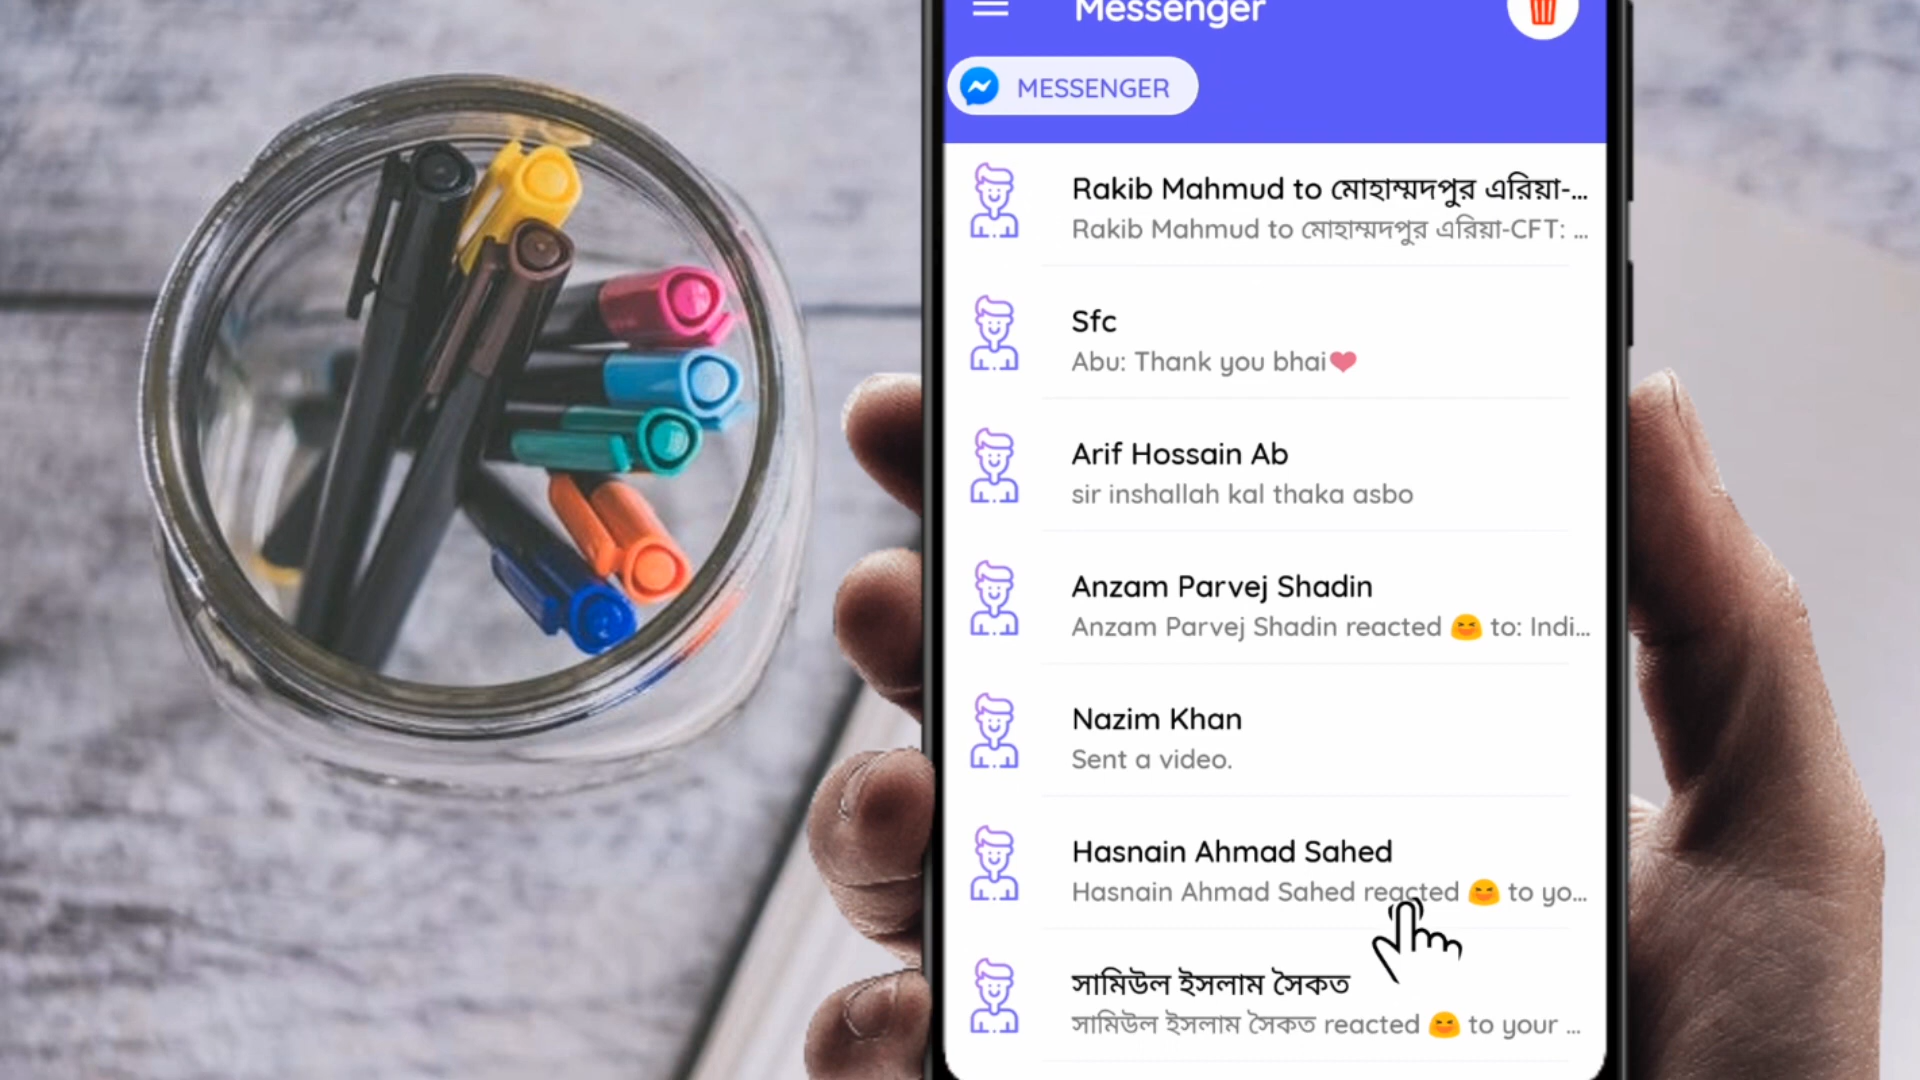 Messenger
MESSENGER
Rakib Mahmud to মোহাম্মদপুর এরিয়া-...
Rakib Mahmud to মোহাম্মদপুর এরিয়া-CFT: ...
Sfc
Abu: Thank you bhai❤
Arif Hossain Ab
sir inshallah kal thaka asbo
Anzam Parvej Shadin
Anzam Parvej Shadin reacted 😆 to: Indi...
Nazim Khan
Sent a video.
Hasnain Ahmad Sahed
Hasnain Ahmad Sahed reacted 😆 to yo...
সামিউল ইসলাম সৈকত
সামিউল ইসলাম সৈকত reacted 😆 to your ...